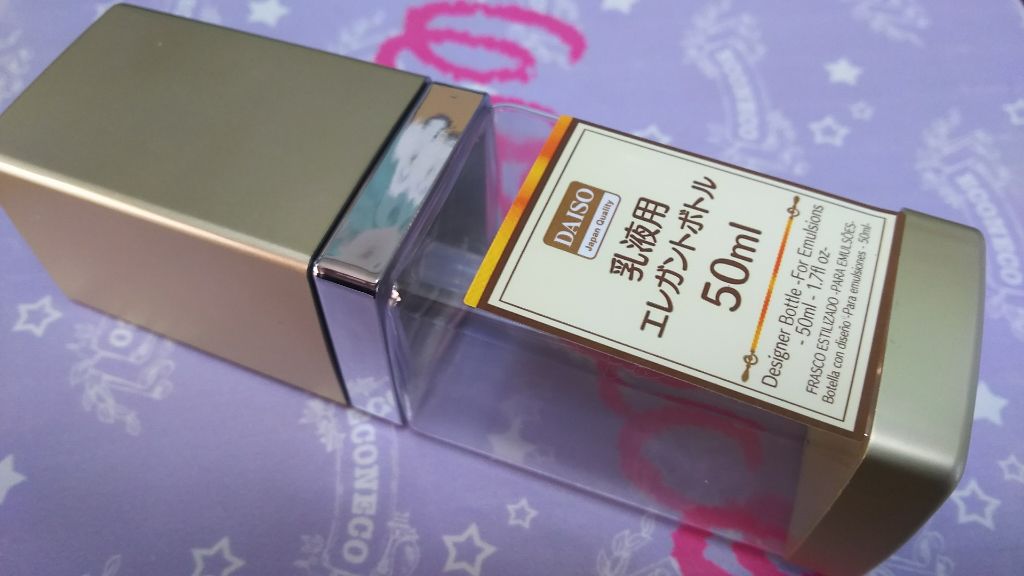 DAISO
Japan Quality
乳液用
エレガントボトル
50ml
Designer Bottle - For Emulsions
- 50ml - 1.7fl oz-
FRASCO ESTILIZADO -PARA EMULSÕES-
Botella con diseño -Para emulsiones - 50ml-